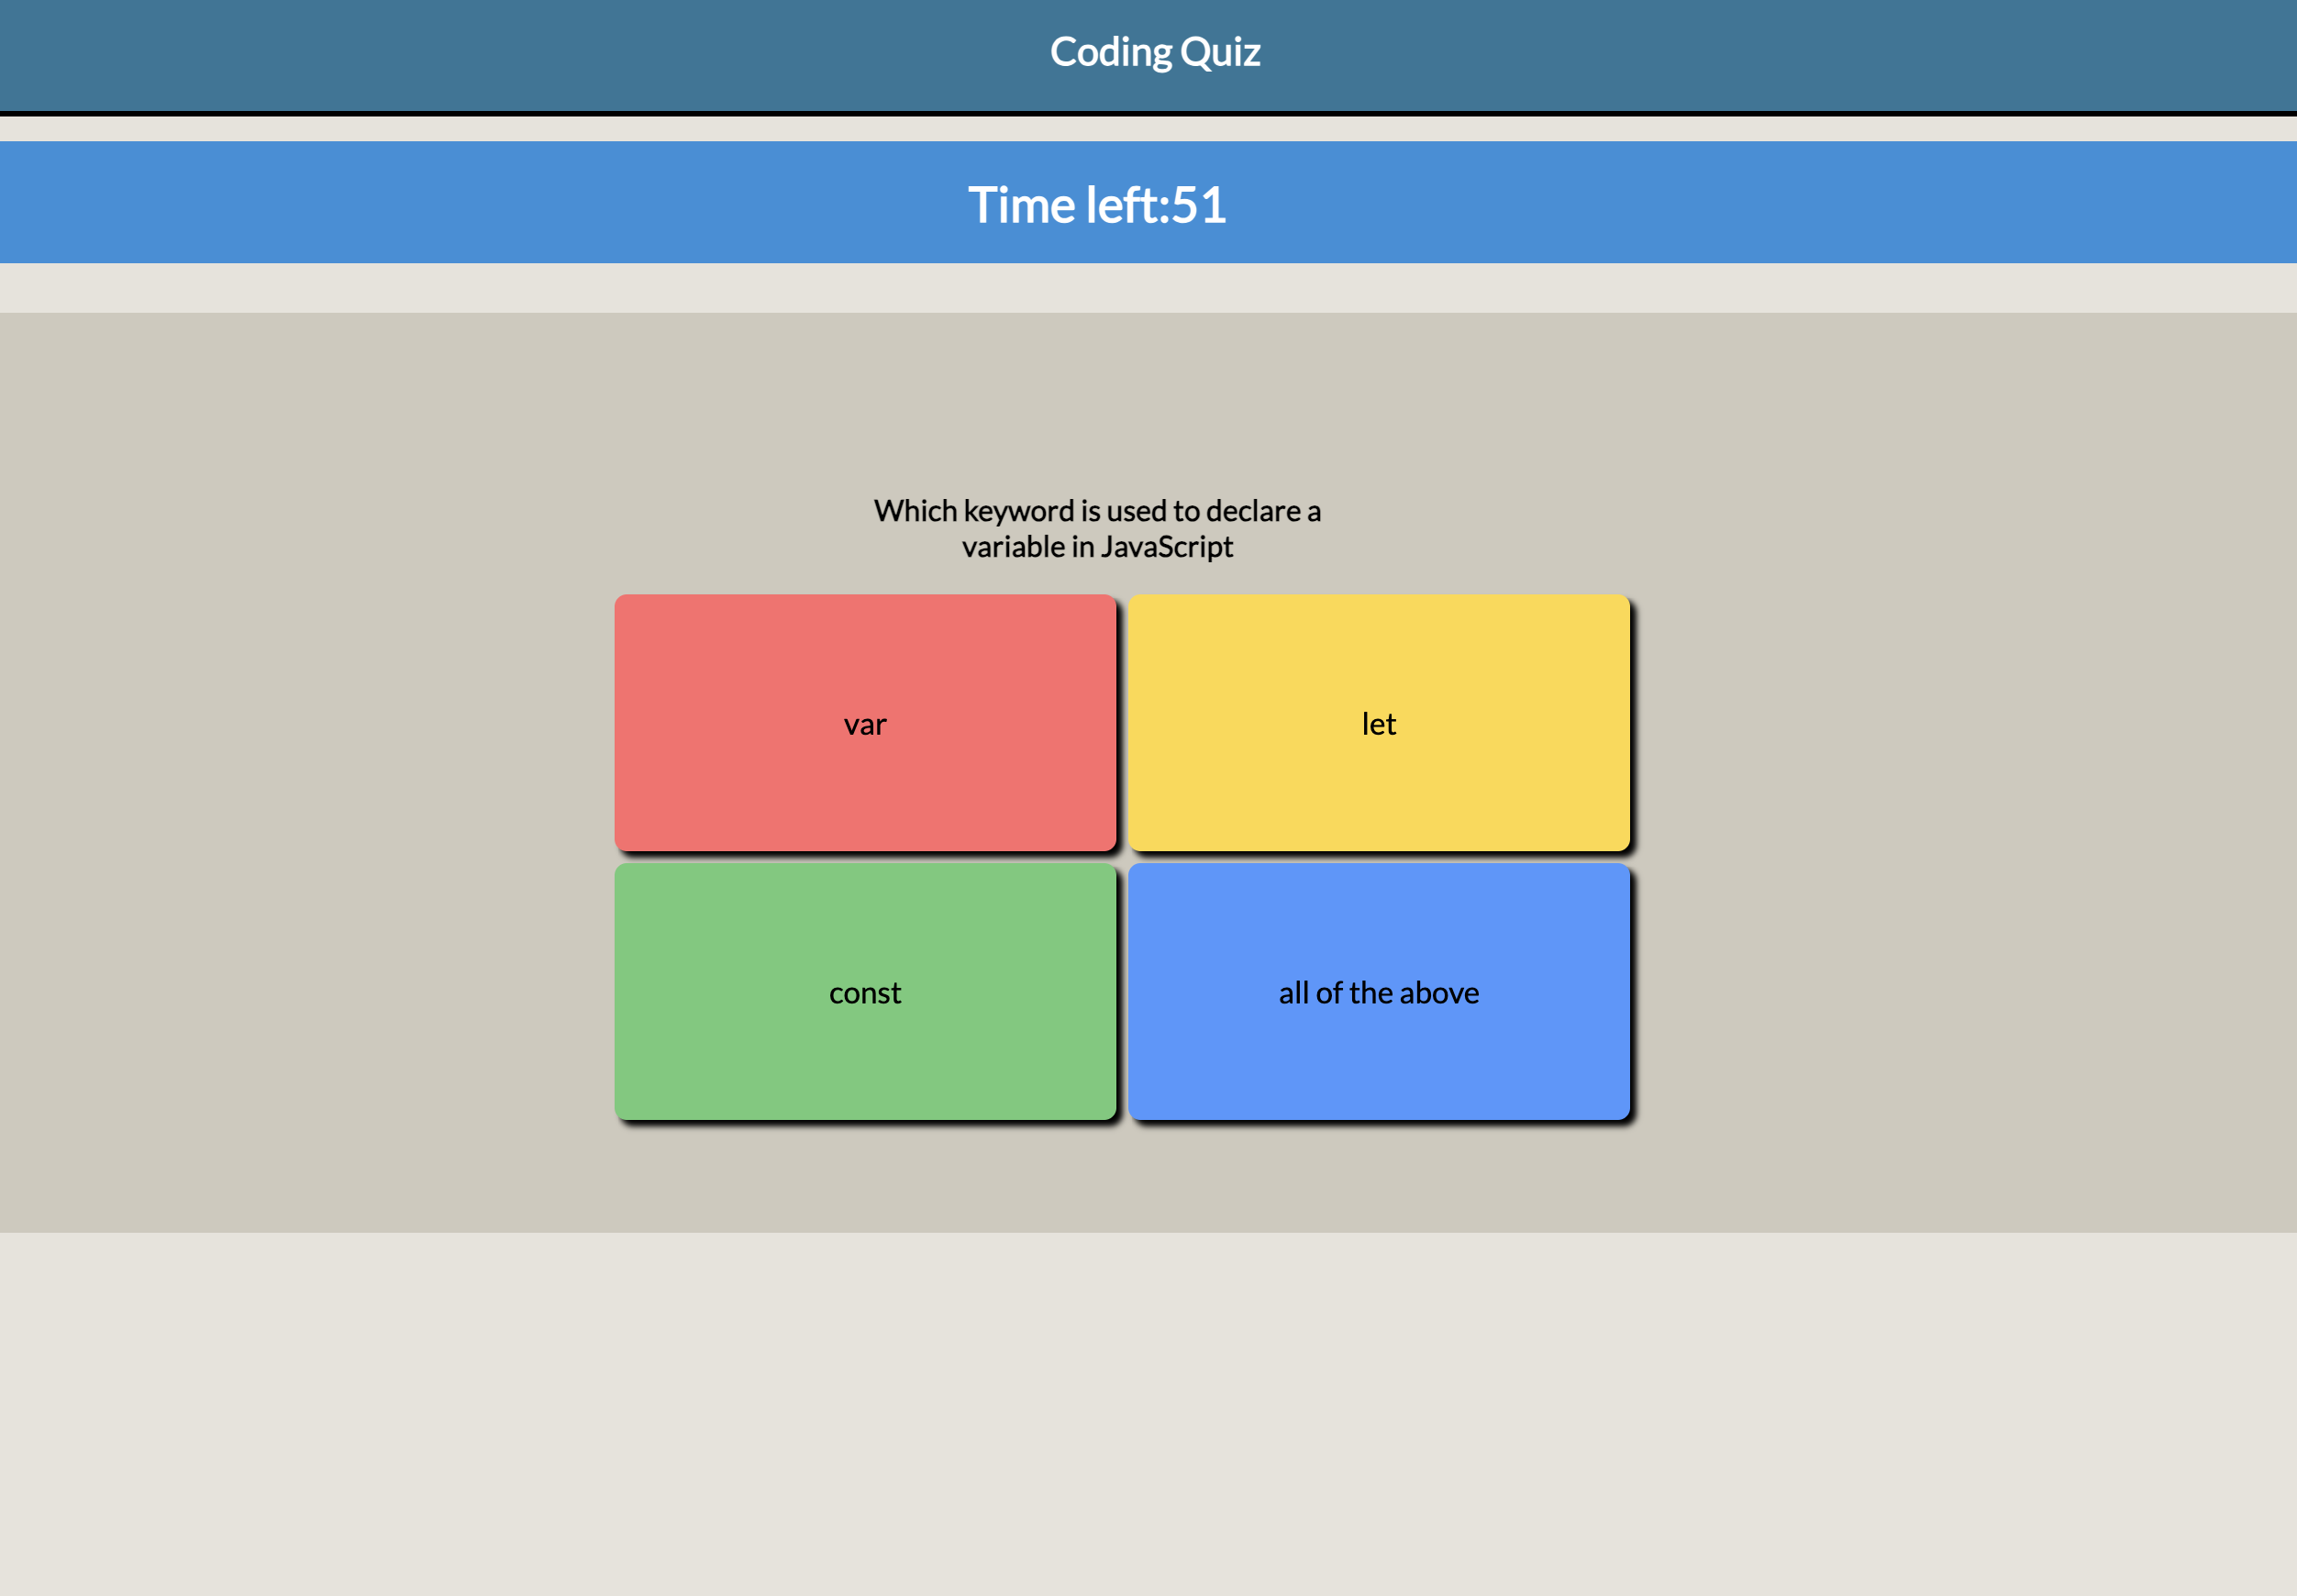 Coding Quiz
Time left:51
Which keyword is used to declare a
variable in JavaScript
var
let
const
all of the above